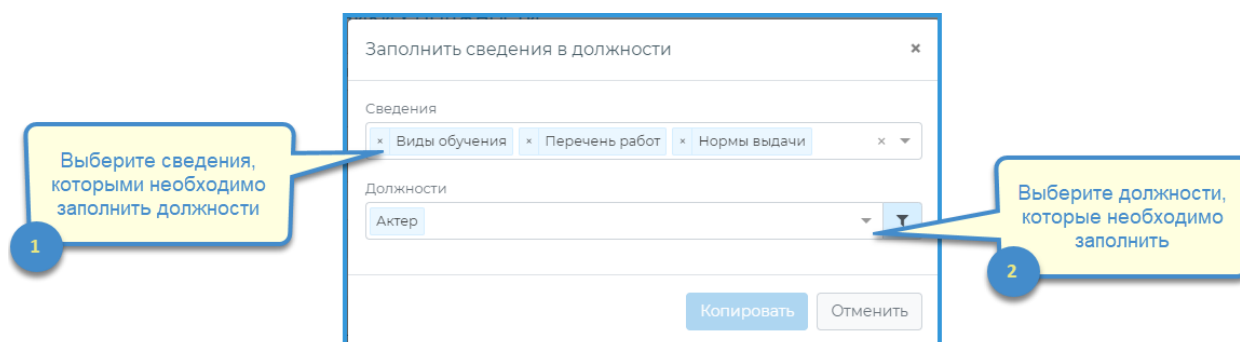 Заполнить сведения в должности ×
Сведения
× Виды обучения × Перечень работ × Нормы выдачи ×
Выберите сведения,
которыми необходимо
заполнить должности
1
Должности
Актер
Выберите должности,
которые необходимо
заполнить
2
Копировать Отменить